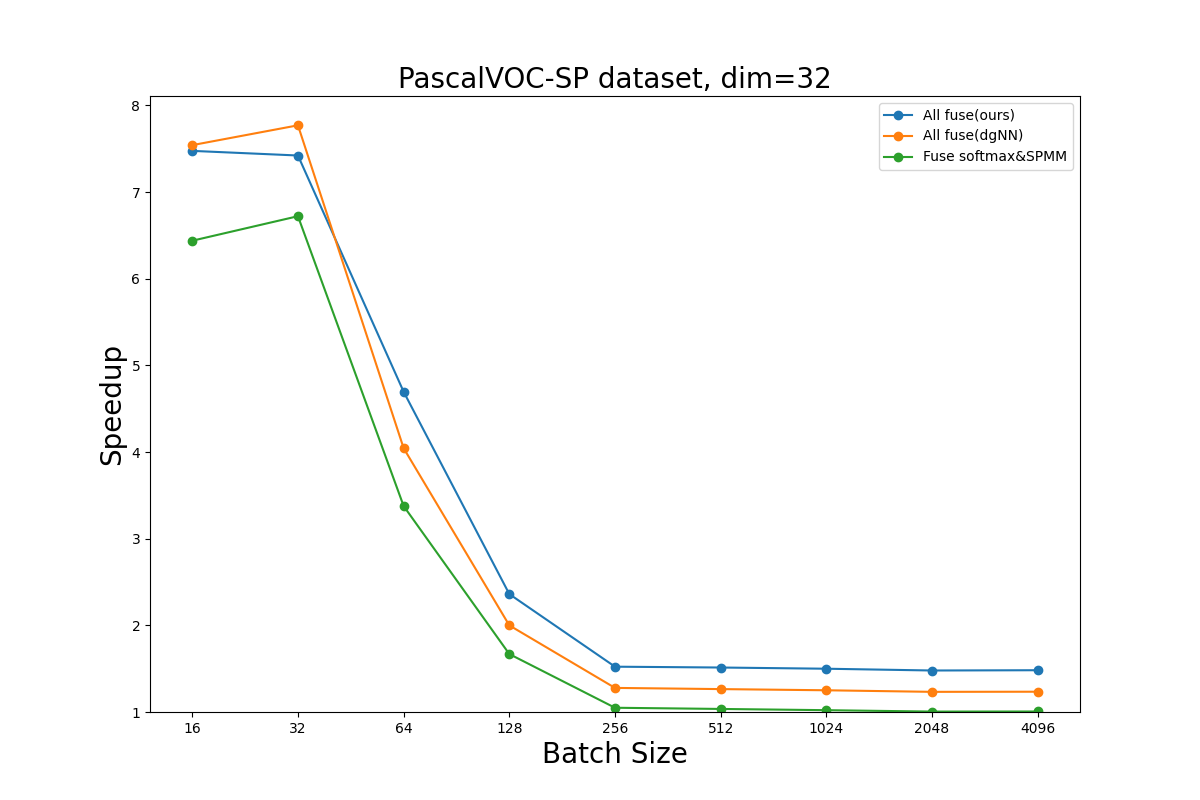 PascalVOC-SP dataset, dim=32
All fuse(ours)
All fuse(dgNN)
Fuse softmax&SPMM
Speedup
8
7
6
5
4
3
2
1
16 32 64 128 256 512 1024 2048 4096
Batch Size